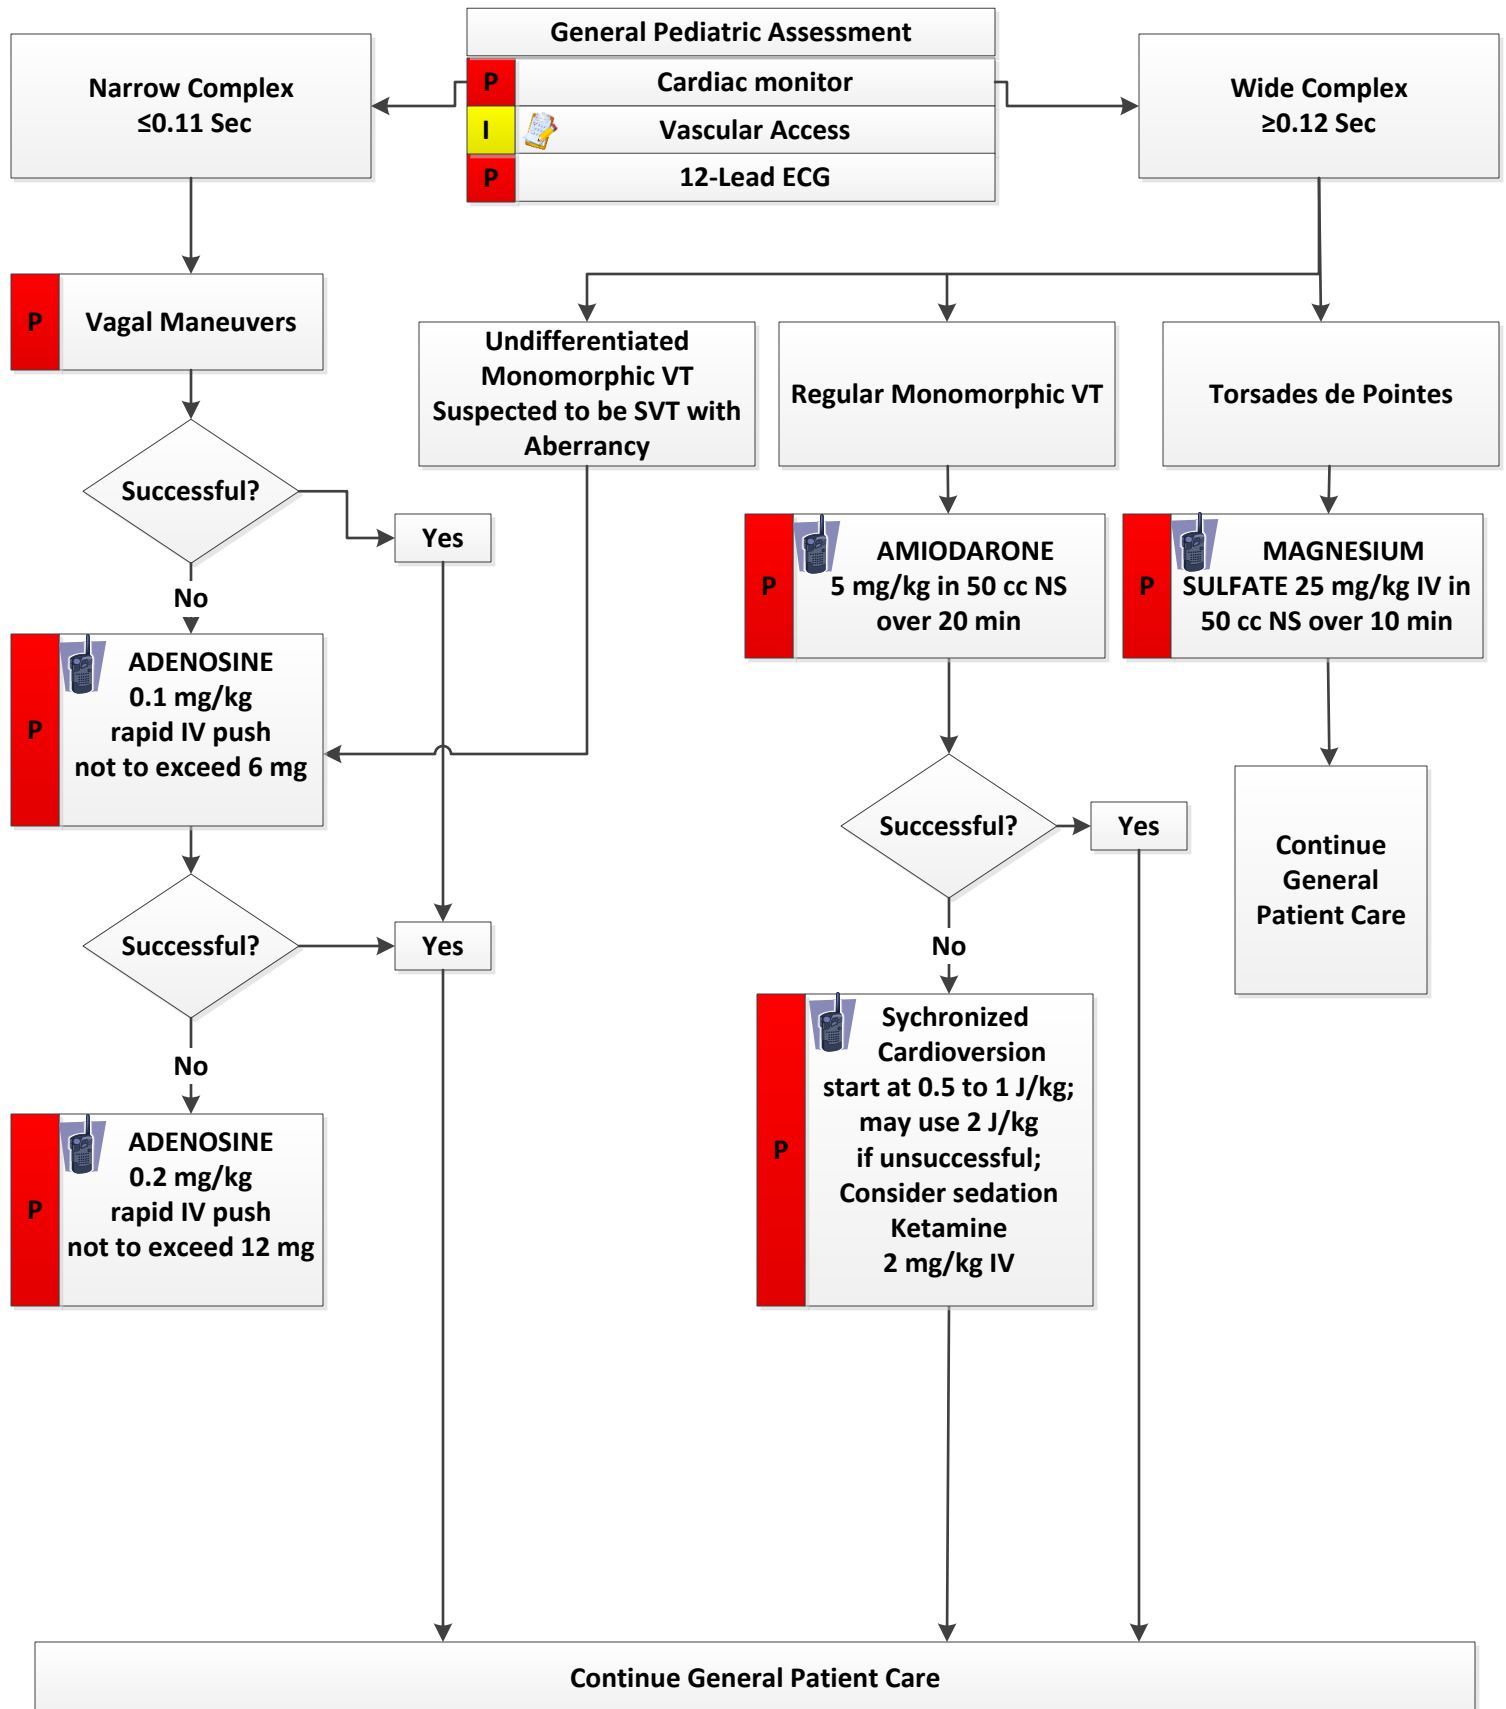 General Pediatric Assessment
P
Cardiac monitor
I
Vascular Access
P
12-Lead ECG
Narrow Complex
≤0.11 Sec
Wide Complex
≥0.12 Sec
P
Vagal Maneuvers
Successful?
Yes
No
P
ADENOSINE
0.1 mg/kg
rapid IV push
not to exceed 6 mg
Successful?
Yes
No
P
ADENOSINE
0.2 mg/kg
rapid IV push
not to exceed 12 mg
Undifferentiated
Monomorphic VT
Suspected to be SVT with
Aberrancy
Regular Monomorphic VT
P
AMIODARONE
5 mg/kg in 50 cc NS
over 20 min
Successful?
Yes
No
P
Sychronized
Cardioversion
start at 0.5 to 1 J/kg;
may use 2 J/kg
if unsuccessful;
Consider sedation
Ketamine
2 mg/kg IV
Torsades de Pointes
P
MAGNESIUM
SULFATE 25 mg/kg IV in
50 cc NS over 10 min
Continue
General
Patient Care
Continue General Patient Care